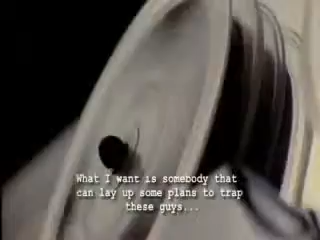 What I want is somebody that
can lay up some plans to trap
these guys...